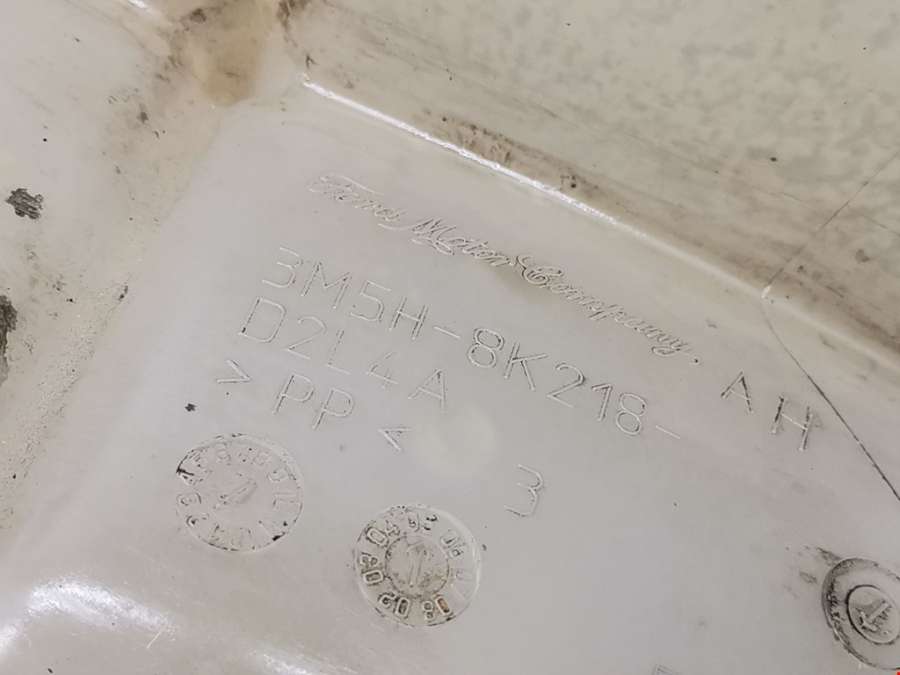 Ford Motor Company,
3M5H-8K218-AH
D2L4A
>PP<
3